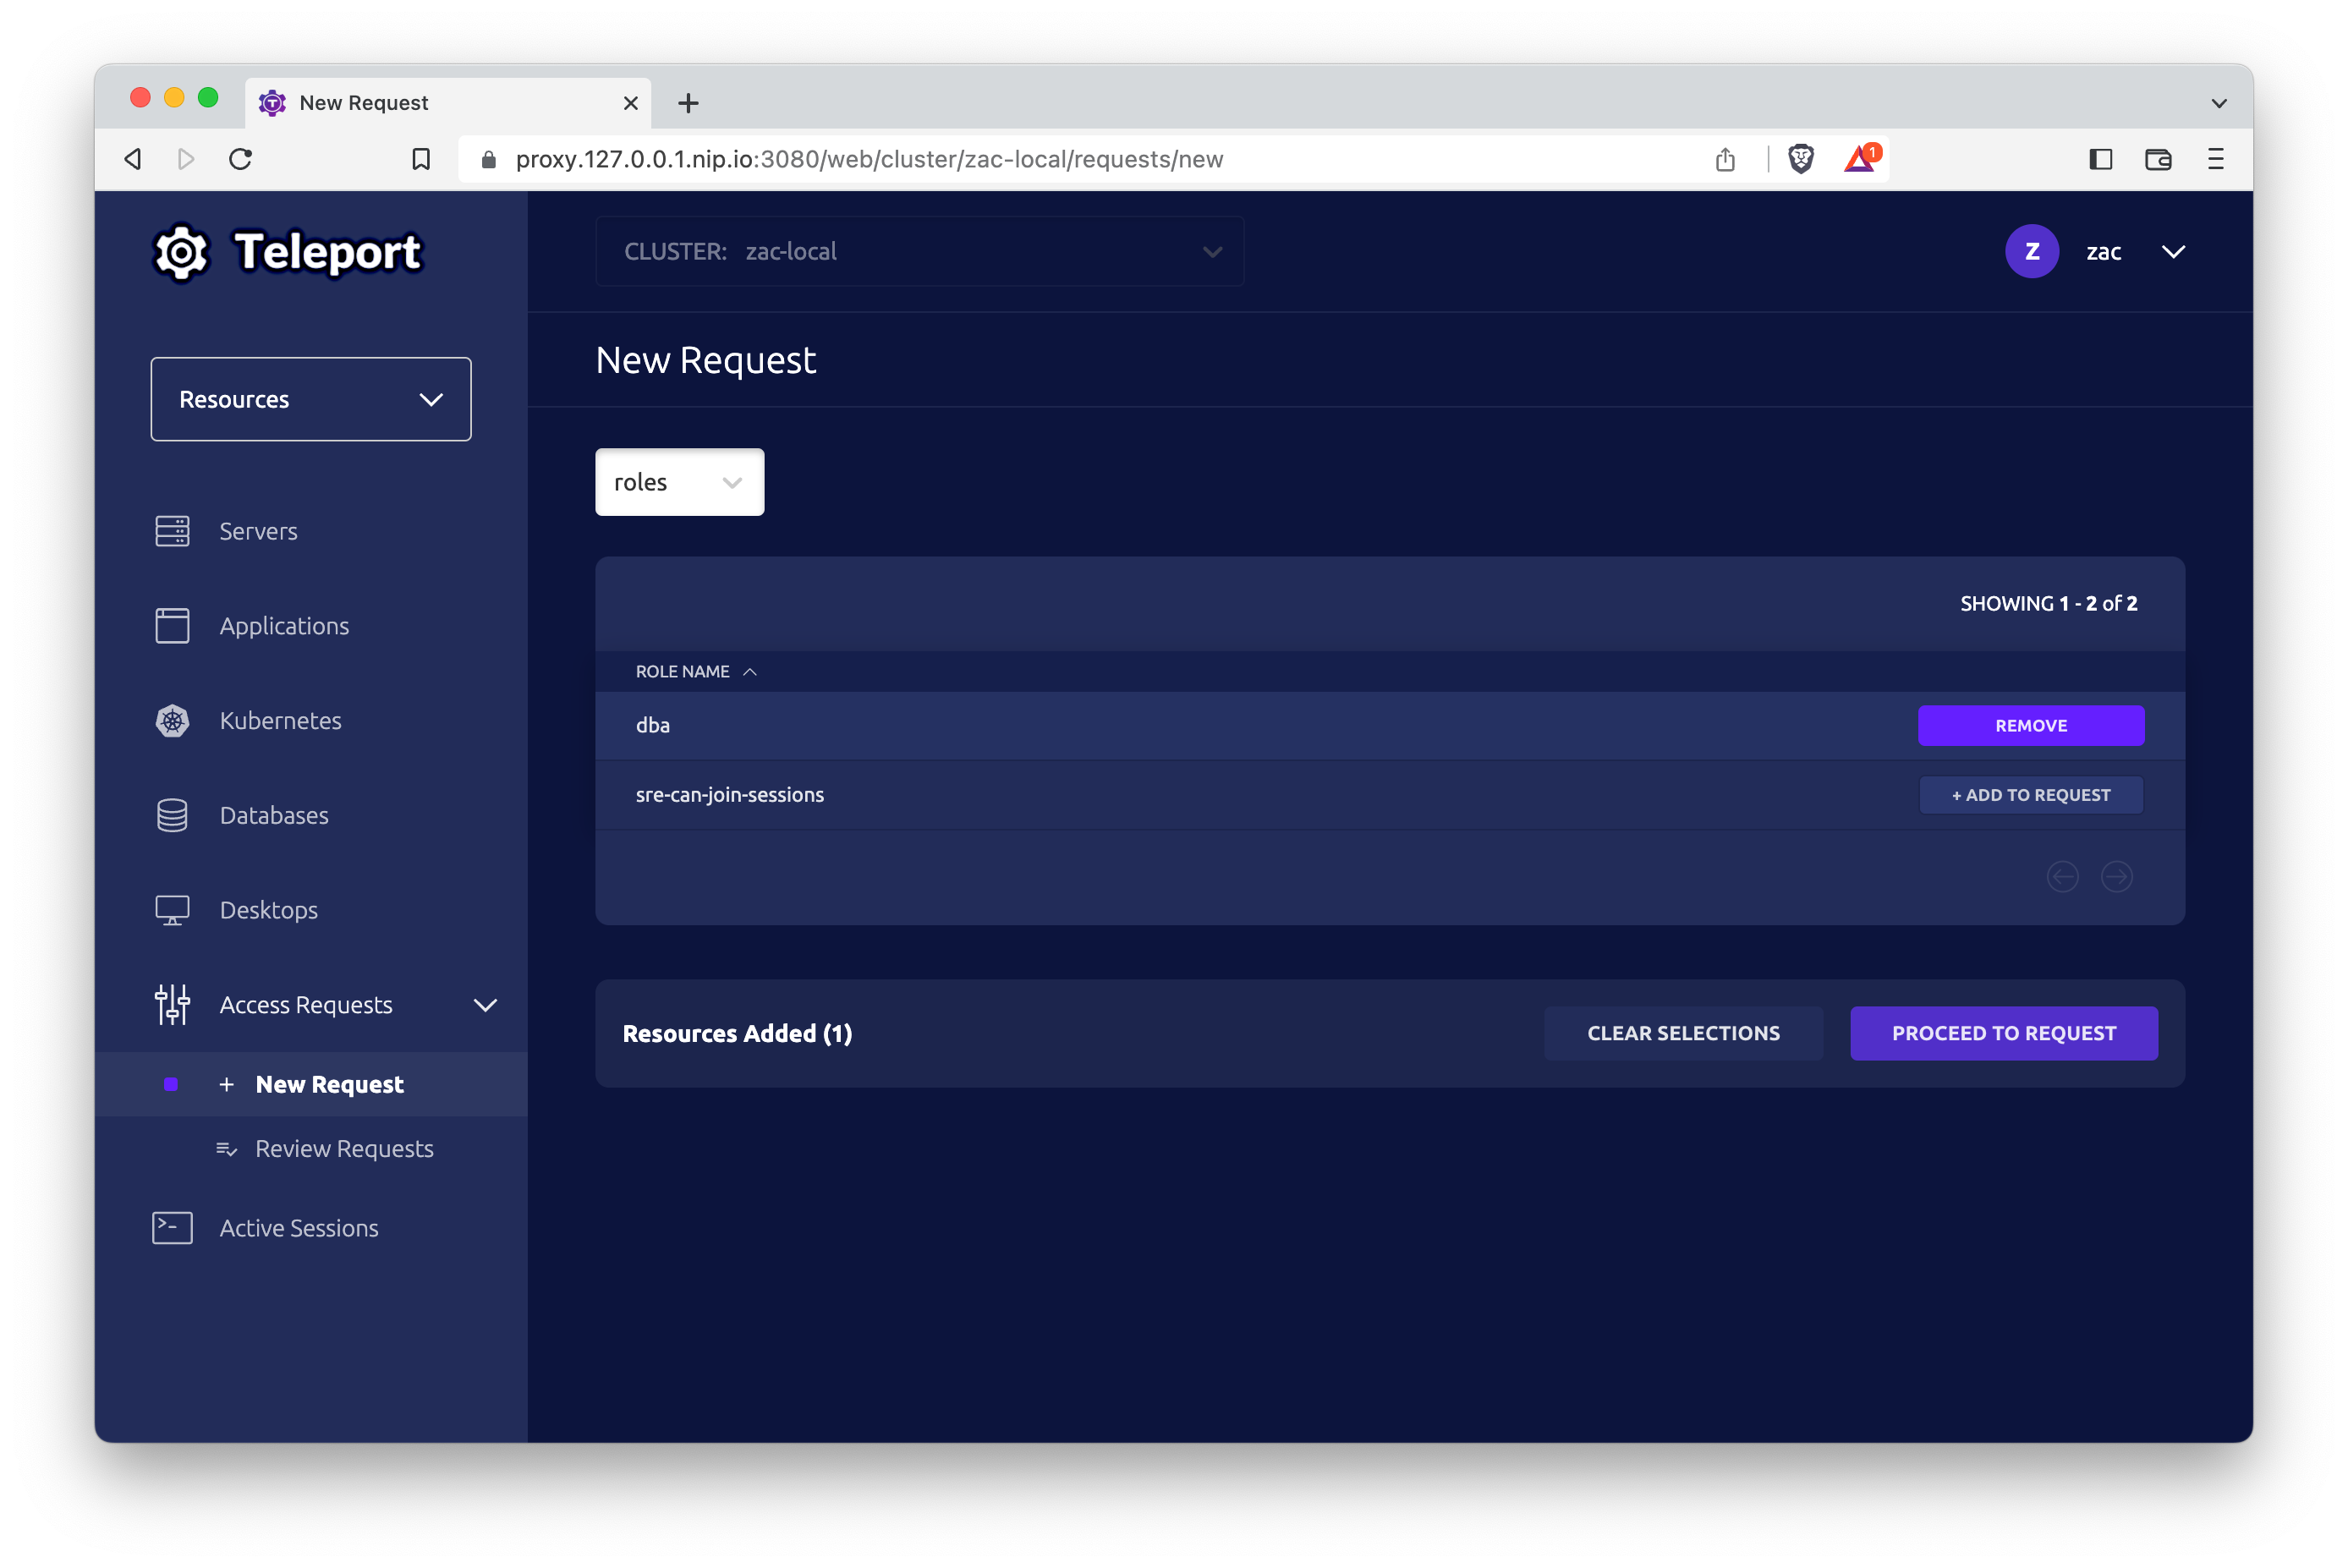 New Request
proxy.127.0.0.1.nip.io:3080/web/cluster/zac-local/requests/new
1
Teleport
CLUSTER: zac-local
Z zac
New Request
Resources
roles
Servers
Applications
Kubernetes
Databases
Desktops
Access Requests
+ New Request
Review Requests
Active Sessions
SHOWING 1 - 2 of 2
ROLE NAME
dba REMOVE
sre-can-join-sessions + ADD TO REQUEST
Resources Added (1) CLEAR SELECTIONS PROCEED TO REQUEST